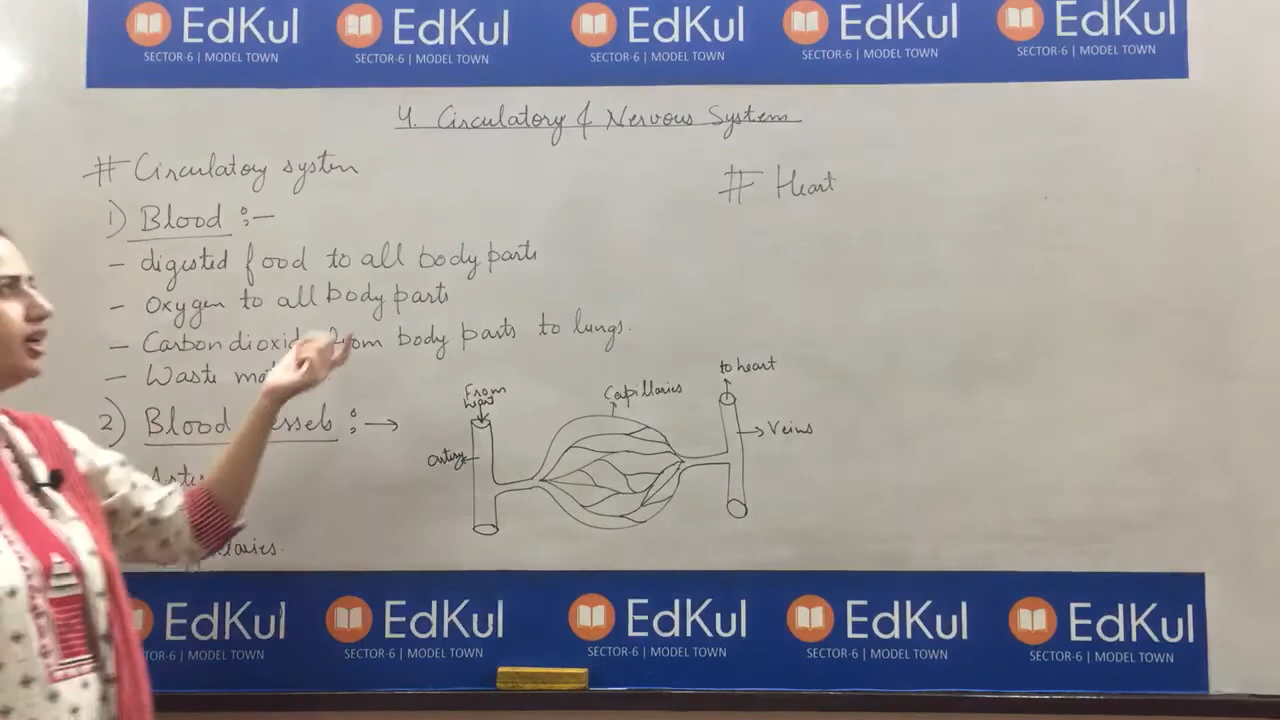 EdKul EdKul EdKul EdKul EdKul
SECTOR-6 | MODEL TOWN SECTOR-6 | MODEL TOWN SECTOR-6 | MODEL TOWN SECTOR-6 | MODEL TOWN SECTOR-6 | MODEL TOWN
4. Circulatory & Nervous System
# Circulatory system
# Heart
1) Blood :-
- digested food to all body parts
- Oxygen to all body parts
- Carbondioxide from body parts to lungs.
- Waste
2) Blood :→
From heart
artery
Capillaries
to heart
Veins
EdKul EdKul EdKul EdKul EdKul
TOR-6 | MODEL TOWN SECTOR-6 | MODEL TOWN SECTOR-6 | MODEL TOWN SECTOR-6 | MODEL TOWN SECTOR-6 | MODEL TOWN